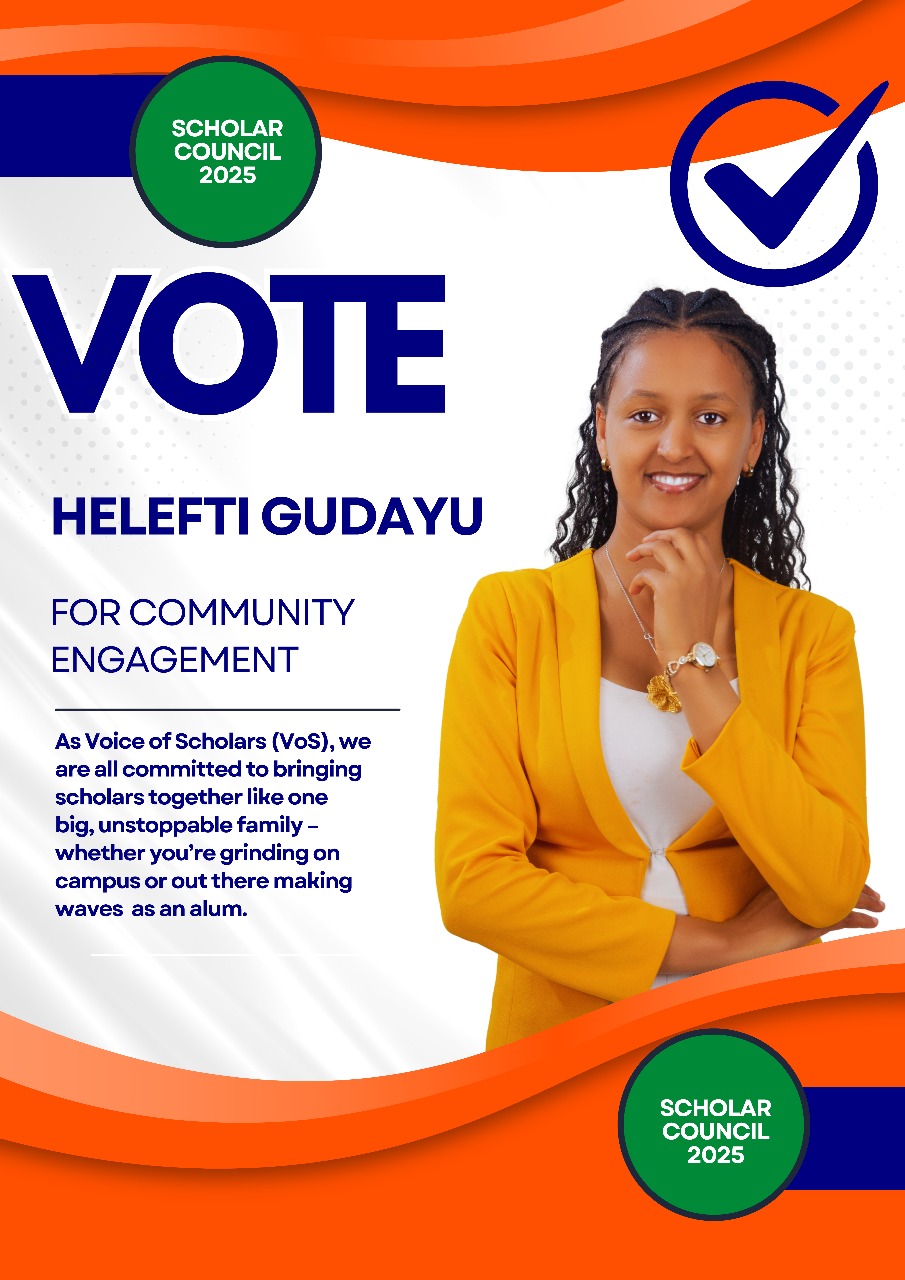 SCHOLAR
COUNCIL
2025
VOTE
HELEFTI GUDAYU
FOR COMMUNITY
ENGAGEMENT
As Voice of Scholars (VoS), we
are all committed to bringing
scholars together like one
big, unstoppable family –
whether you're grinding on
campus or out there making
waves as an alum.
SCHOLAR
COUNCIL
2025